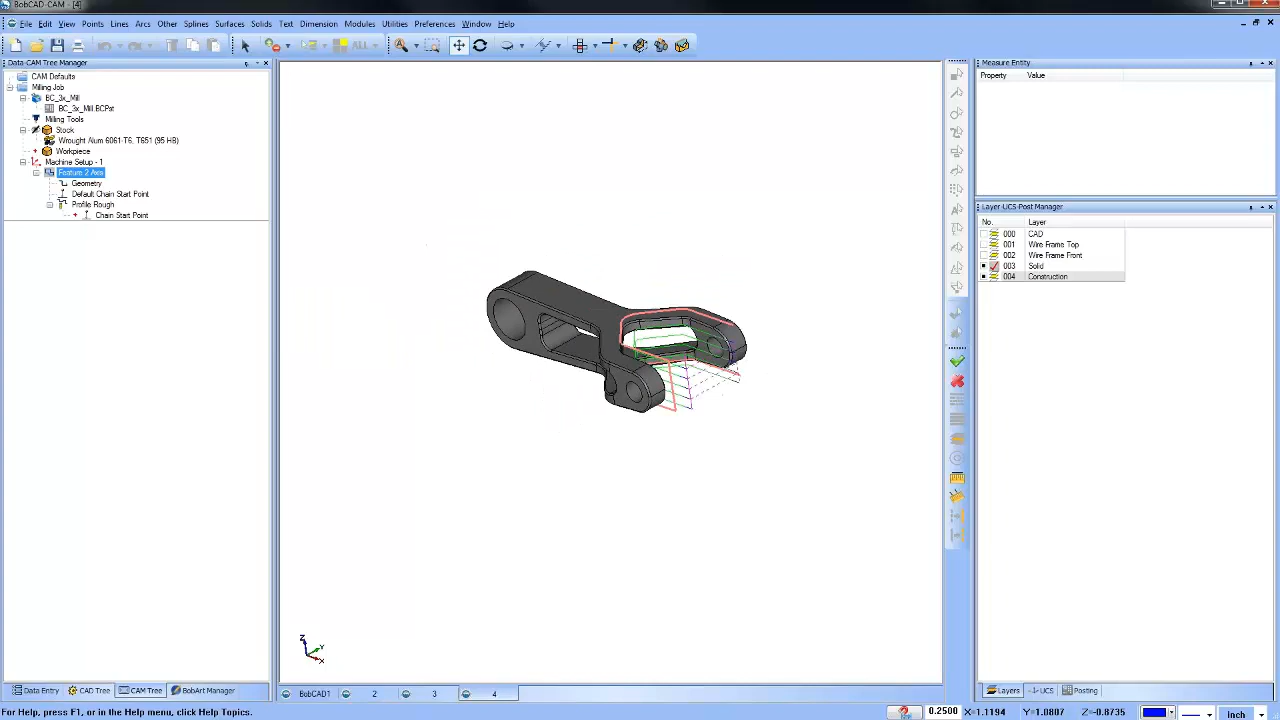 BobCAD-CAM - [4]
File Edit View Points Lines Arcs Other Splines Surfaces Solids Text Dimension Modules Utilities Preferences Window Help
ALL
Data-CAM Tree Manager
CAM Defaults
Milling Job
BC_3x_Mill
BC_3x_Mill.BCPst
Milling Tools
Stock
Wrought Alum 6061-T6, T651 (95 HB)
Workpiece
Machine Setup - 1
Feature 2 Axis
Geometry
Default Chain Start Point
Profile Rough
Chain Start Point
Z
Y
X
Measure Entity
Property Value
Layer-UCS-Post Manager
No. Layer
000 CAD
001 Wire Frame Top
002 Wire Frame Front
003 Solid
004 Construction
Data Entry CAD Tree CAM Tree BobArt Manager
BobCAD1 2 3 4
Layers UCS Posting
For Help, press F1, or in the Help menu, click Help Topics.
0.2500 X=1.1194 Y=1.0807 Z=-0.8735 Inch